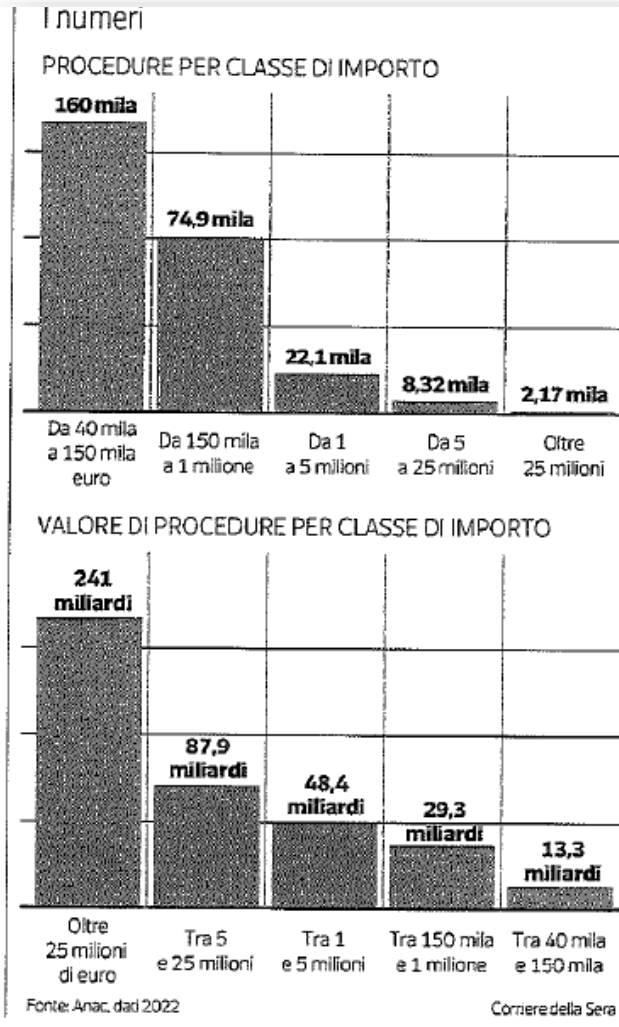 I numeri
PROCEDURE PER CLASSE DI IMPORTO
160 mila
74,9 mila
22,1 mila
8,32 mila
2,17 mila
Da 40 mila
a 150 mila
euro
Da 150 mila
a 1 milione
Da 1
a 5 milioni
Da 5
a 25 milioni
Oltre
25 milioni
VALORE DI PROCEDURE PER CLASSE DI IMPORTO
241
miliardi
87,9
miliardi
48,4
miliardi
29,3
miliardi
13,3
miliardi
Oltre
25 milioni
di euro
Tra 5
e 25 milioni
Tra 1
e 5 milioni
Tra 150 mila
e 1 milione
Tra 40 mila
e 150 mila
Fonte: Anac, dati 2022
Corriere della Sera